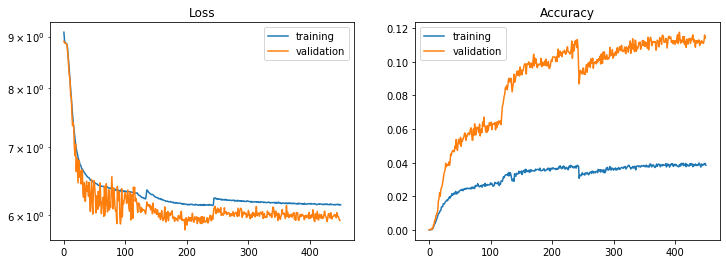 Loss
9 × 10⁰
8 × 10⁰
7 × 10⁰
6 × 10⁰
training
validation
0 100 200 300 400
Accuracy
0.12
0.10
0.08
0.06
0.04
0.02
0.00
training
validation
0 100 200 300 400